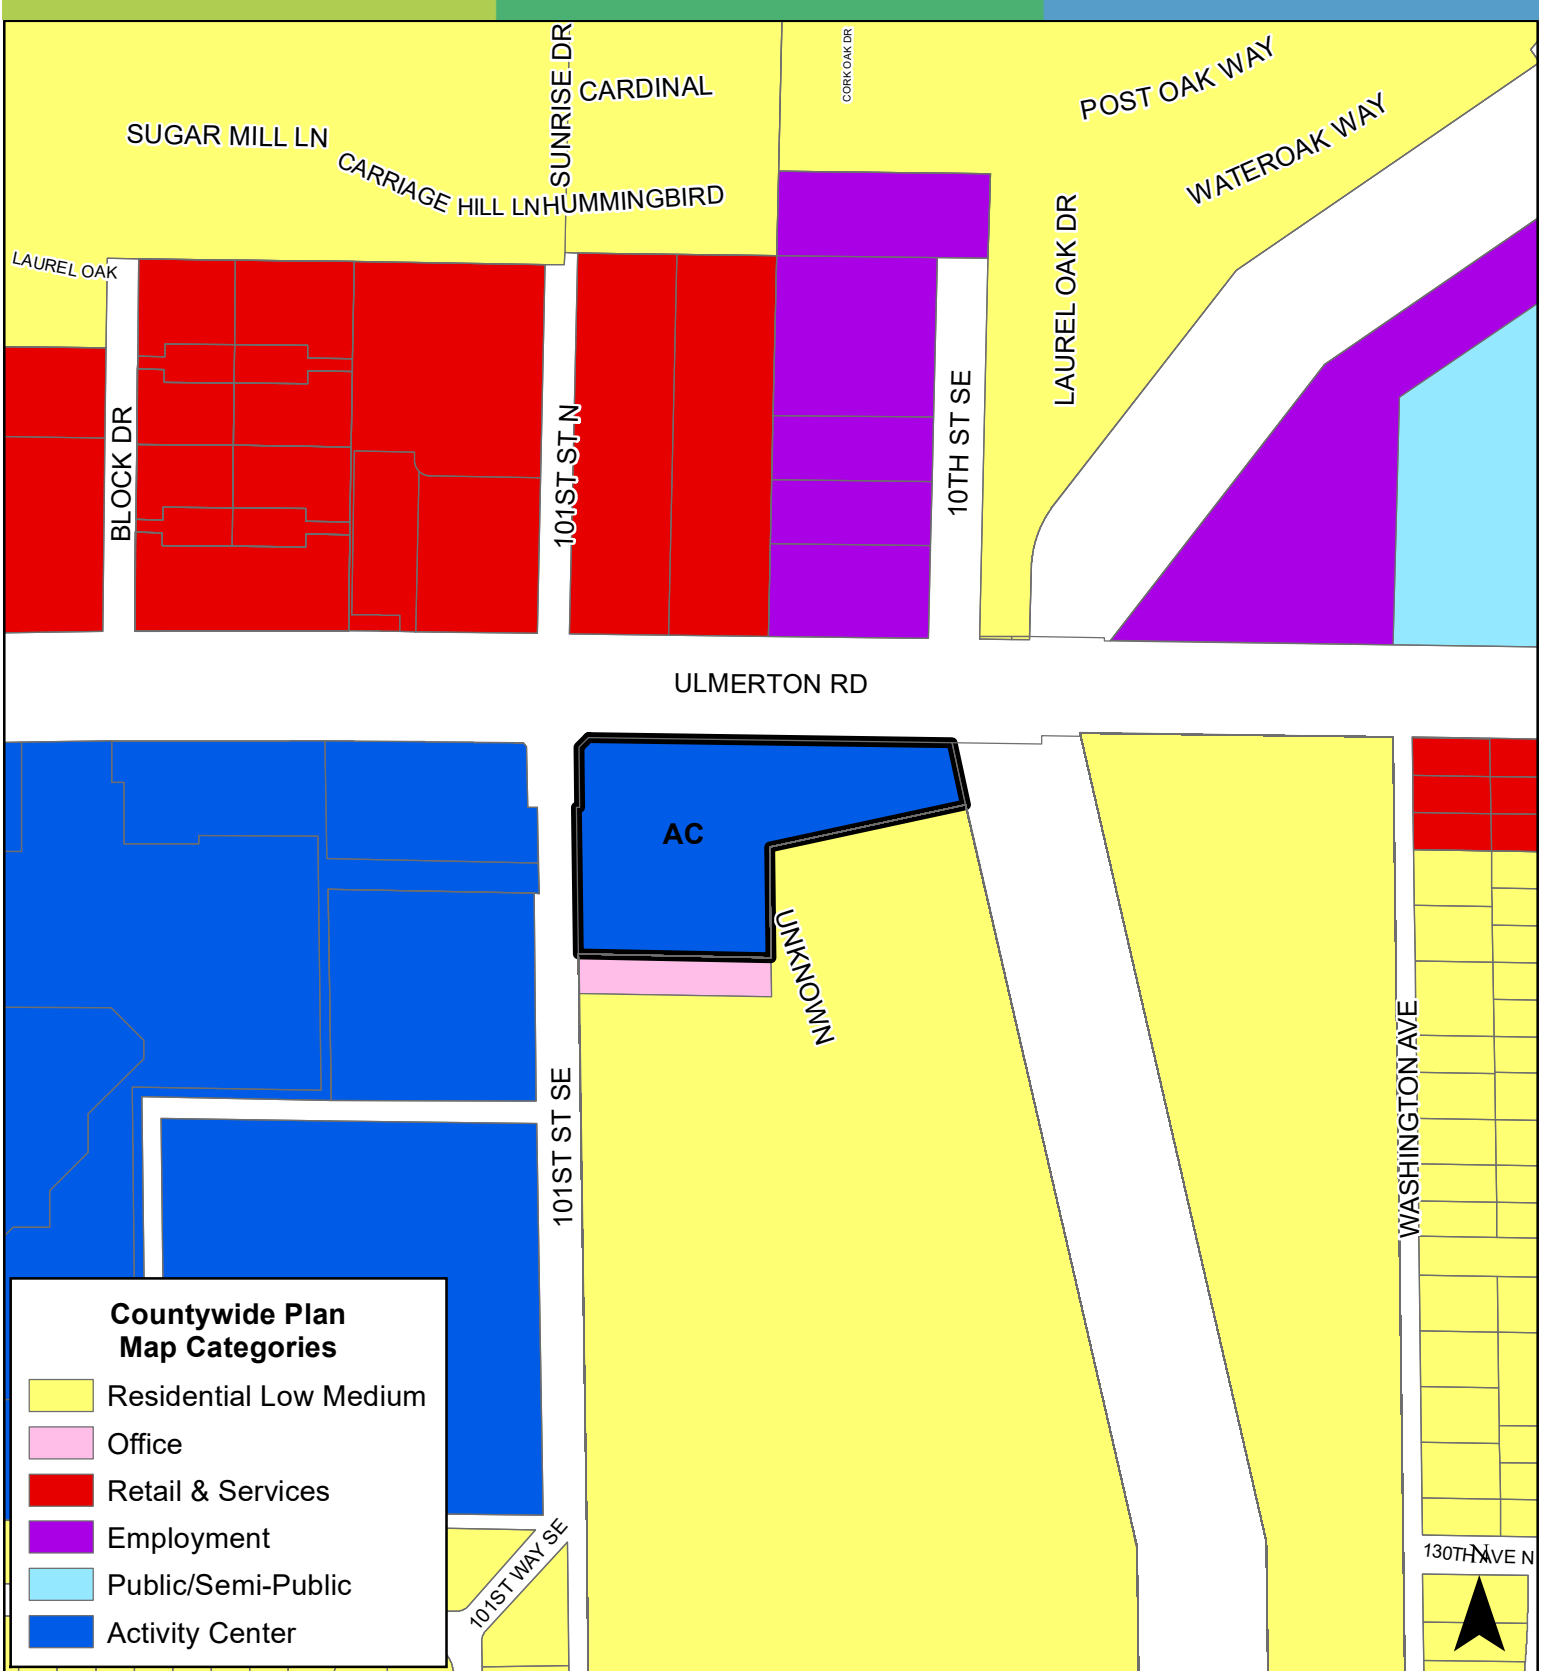 SUNRISE DR
CARDINAL
CORK OAK DR
POST OAK WAY
SUGAR MILL LN
WATEROAK WAY
CARRIAGE HILL LN
HUMMINGBIRD
LAUREL OAK
LAUREL OAK DR
BLOCK DR
101ST ST N
10TH ST SE
ULMERTON RD
AC
UNKNOWN
101ST ST SE
WASHINGTON AVE
Countywide Plan
Map Categories
Residential Low Medium
Office
Retail & Services
Employment
Public/Semi-Public
Activity Center
101ST WAY SE
130TH AVE N
N